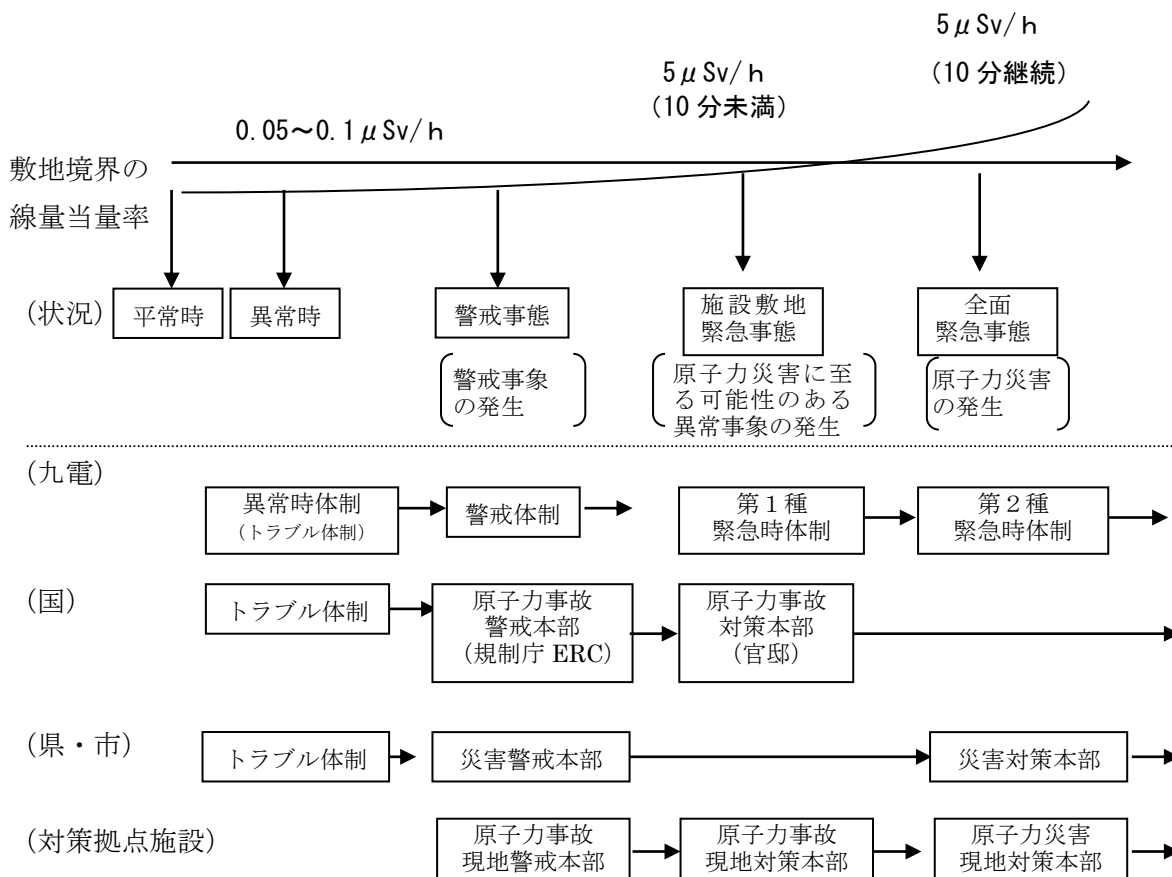 5μSv/h
(10分継続)
5μSv/h
(10分未満)
0.05～0.1μSv/h
敷地境界の
線量当量率
(状況)
平常時
異常時
警戒事態
施設敷地
緊急事態
全面
緊急事態
警戒事象
の発生
原子力災害に至
る可能性のある
異常事象の発生
原子力災害
の発生
(九電)
異常時体制
(トラブル体制)
警戒体制
第1種
緊急時体制
第2種
緊急時体制
(国)
トラブル体制
原子力事故
警戒本部
(規制庁 ERC)
原子力事故
対策本部
(官邸)
(県・市)
トラブル体制
災害警戒本部
災害対策本部
(対策拠点施設)
原子力事故
現地警戒本部
原子力事故
現地対策本部
原子力災害
現地対策本部